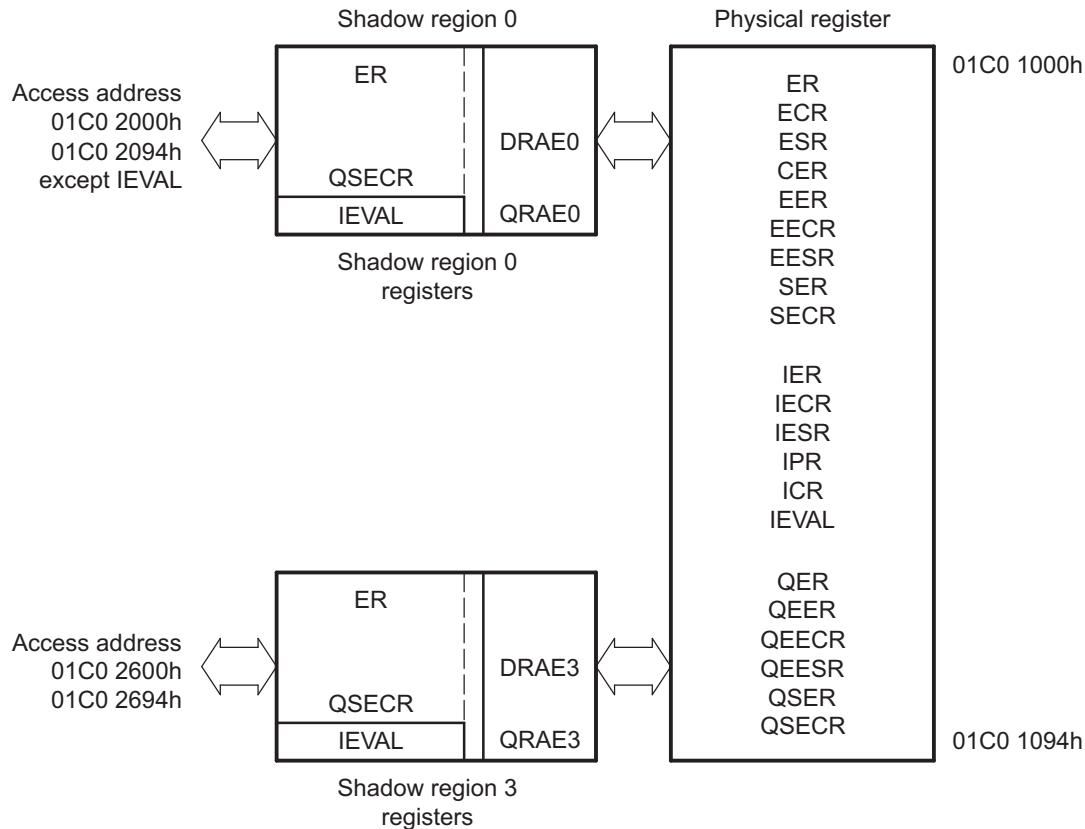 Shadow region 0
Physical register
Access address
01C0 2000h
01C0 2094h
except IEVAL
ER
QSECR
IEVAL
DRAE0
QRAE0
Shadow region 0
registers
01C0 1000h
ER
ECR
ESR
CER
EER
EECR
EESR
SER
SECR
IER
IECR
IESR
IPR
ICR
IEVAL
QER
QEER
QEECR
QEESR
QSER
QSECR
01C0 1094h
Access address
01C0 2600h
01C0 2694h
ER
QSECR
IEVAL
DRAE3
QRAE3
Shadow region 3
registers